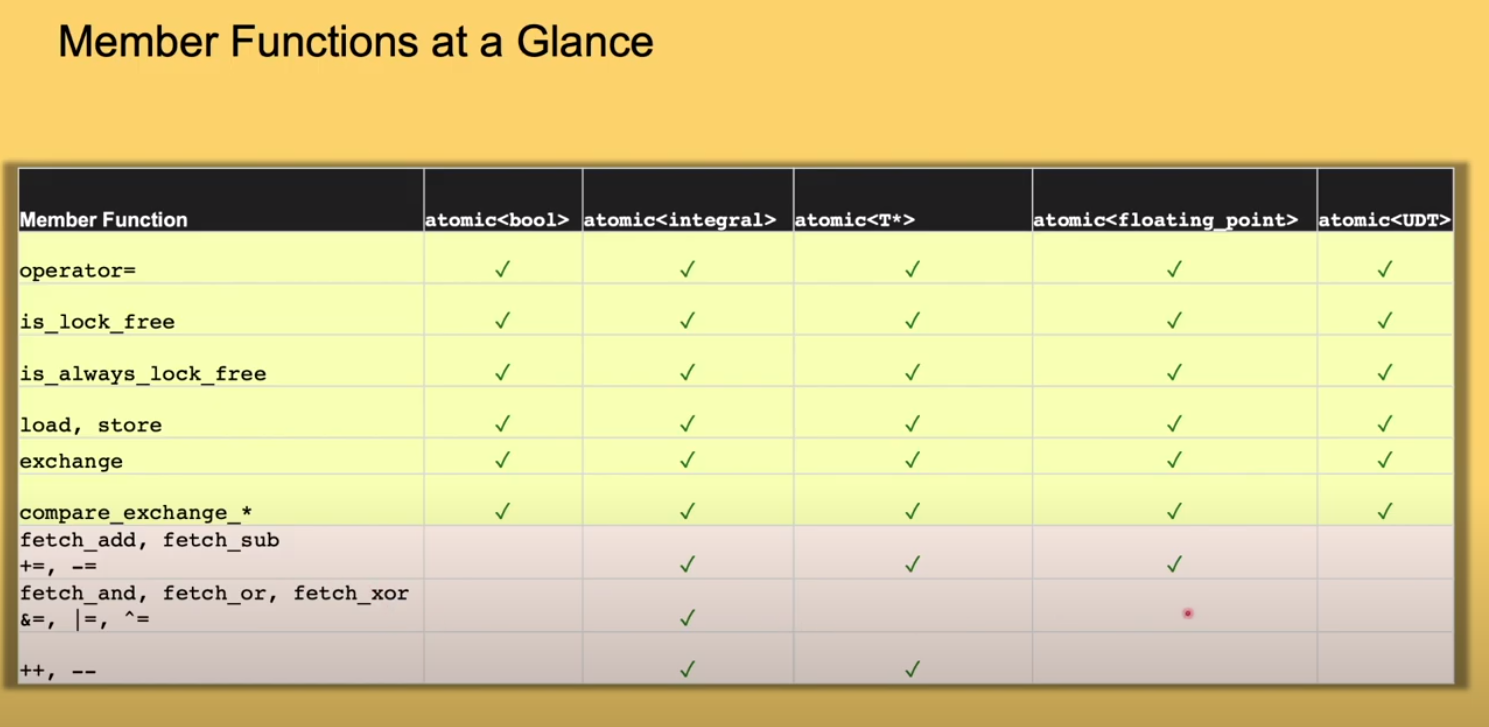 Member Functions at a Glance
Member Function atomic<bool> atomic<integral> atomic<T*> atomic<floating_point> atomic<UDT>
operator= ✓ ✓ ✓ ✓ ✓
is_lock_free ✓ ✓ ✓ ✓ ✓
is_always_lock_free ✓ ✓ ✓ ✓ ✓
load, store ✓ ✓ ✓ ✓ ✓
exchange ✓ ✓ ✓ ✓ ✓
compare_exchange_* ✓ ✓ ✓ ✓ ✓
fetch_add, fetch_sub
+=, -= ✓ ✓ ✓
fetch_and, fetch_or, fetch_xor
&=, |=, ^= ✓
++, -- ✓ ✓